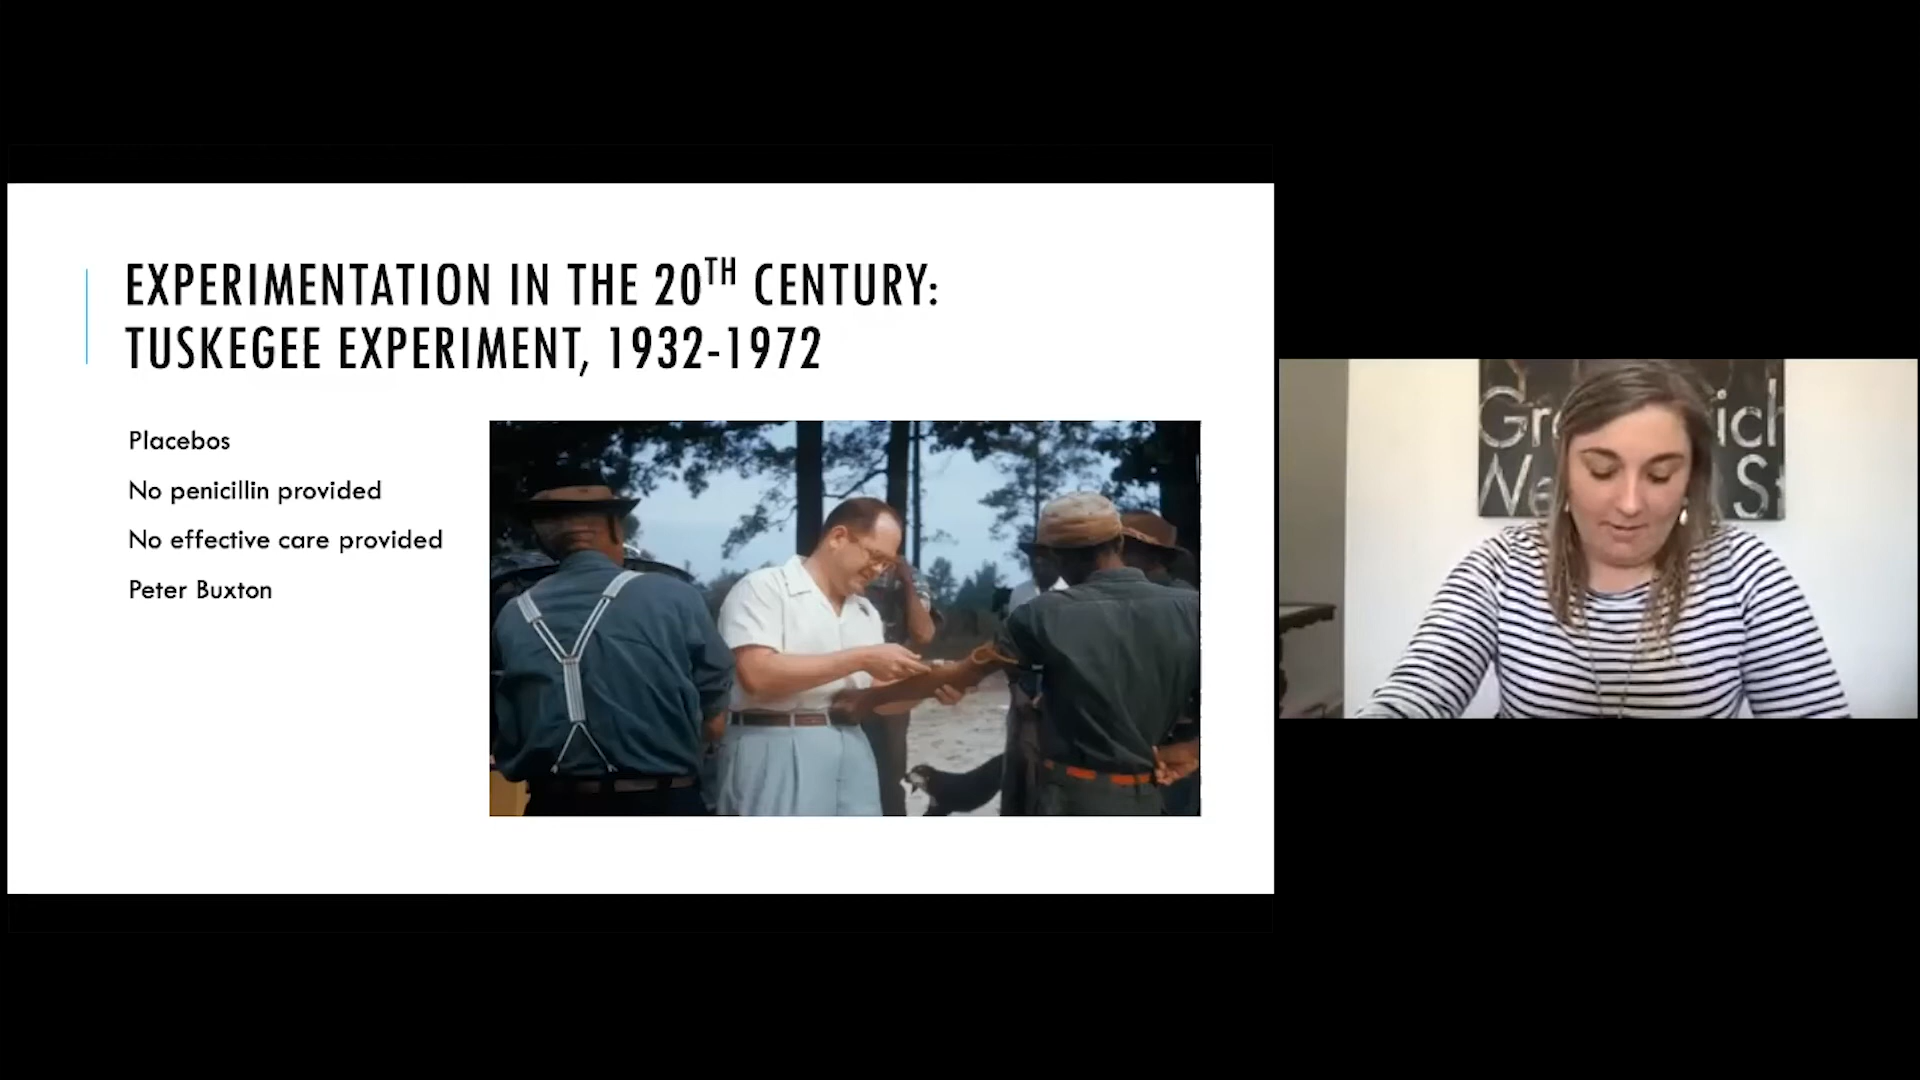 EXPERIMENTATION IN THE 20TH CENTURY:
TUSKEGEE EXPERIMENT, 1932-1972
Placebos
No penicillin provided
No effective care provided
Peter Buxton